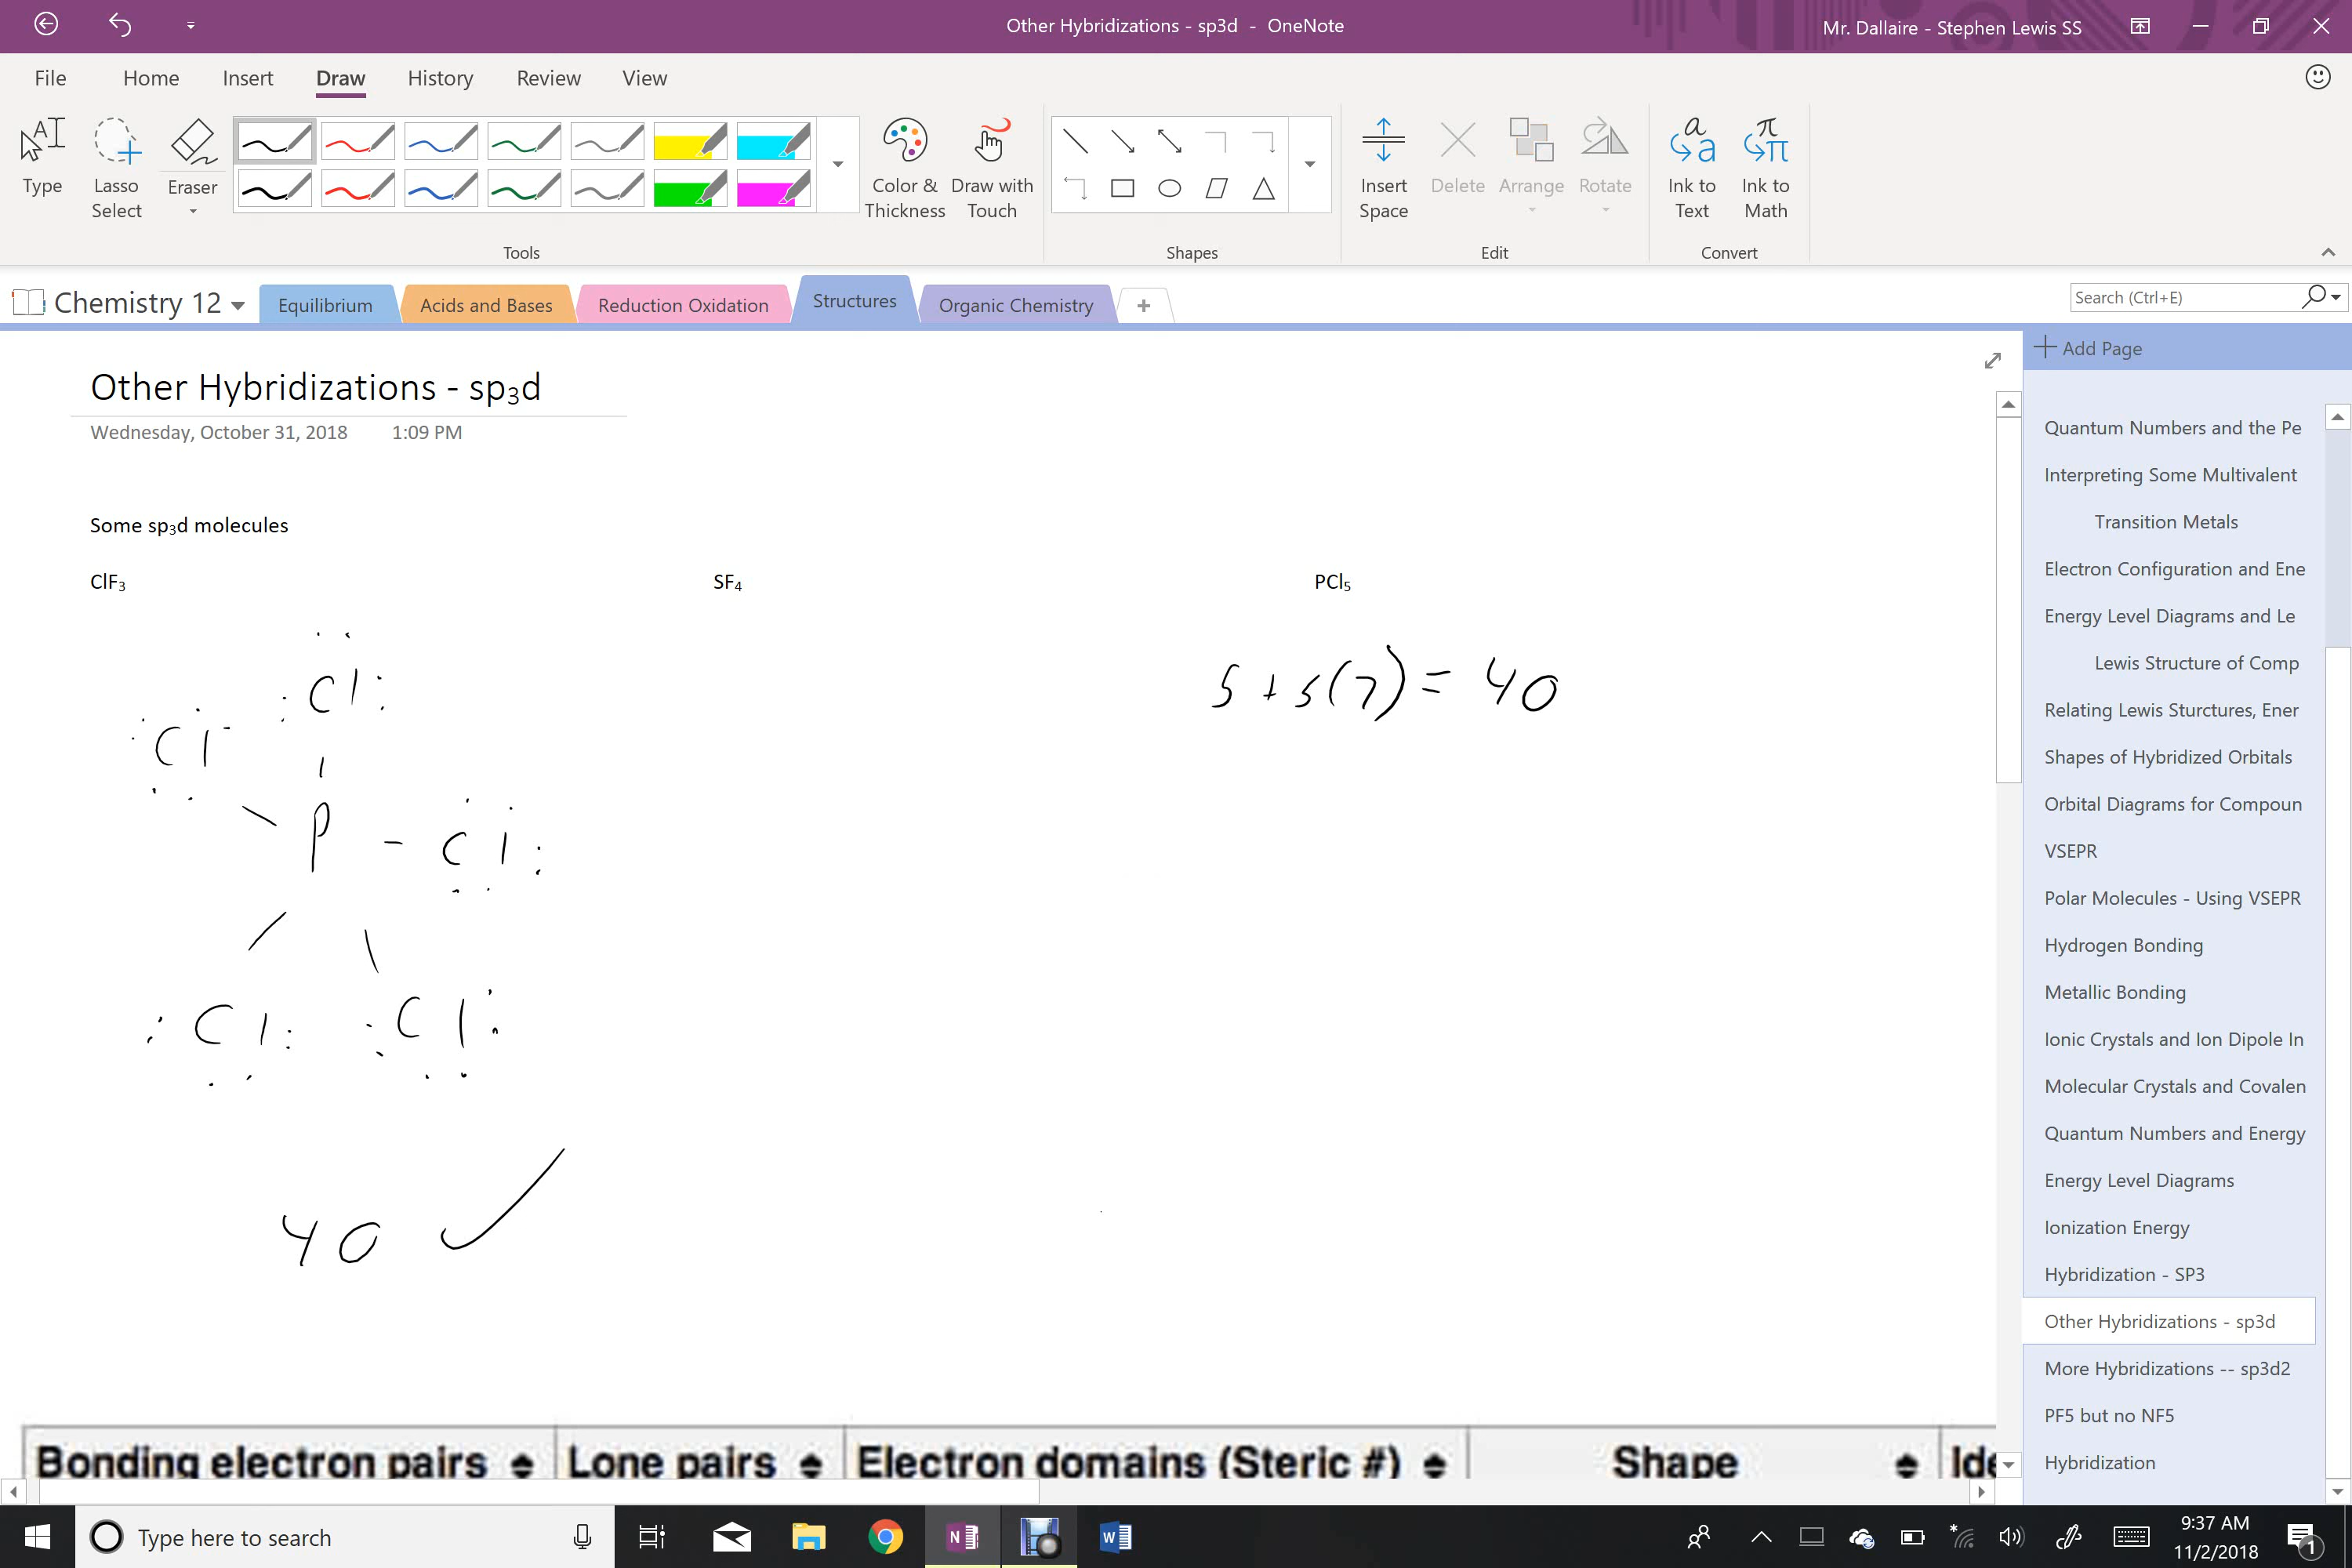 Other Hybridizations - sp3d - OneNote
Mr. Dallaire - Stephen Lewis SS
File Home Insert Draw History Review View
Type
Lasso Select
Eraser
Color & Thickness
Draw with Touch
Insert Space
Delete
Arrange
Rotate
Ink to Text
Ink to Math
Tools
Shapes
Edit
Convert
Chemistry 12
Equilibrium
Acids and Bases
Reduction Oxidation
Structures
Organic Chemistry
+
Search (Ctrl+E)
Other Hybridizations - sp₃d
Wednesday, October 31, 2018 1:09 PM
Some sp₃d molecules
ClF₃ SF₄ PCl₅
5 + 5(7) = 40
Cl
Cl
P - Cl
Cl Cl
40 ✓
Bonding electron pairs Lone pairs Electron domains (Steric #) Shape Ide
Add Page
Quantum Numbers and the Pe
Interpreting Some Multivalent
Transition Metals
Electron Configuration and Ene
Energy Level Diagrams and Le
Lewis Structure of Comp
Relating Lewis Sturctures, Ener
Shapes of Hybridized Orbitals
Orbital Diagrams for Compoun
VSEPR
Polar Molecules - Using VSEPR
Hydrogen Bonding
Metallic Bonding
Ionic Crystals and Ion Dipole In
Molecular Crystals and Covalen
Quantum Numbers and Energy
Energy Level Diagrams
Ionization Energy
Hybridization - SP3
Other Hybridizations - sp3d
More Hybridizations -- sp3d2
PF5 but no NF5
Hybridization
Type here to search
9:37 AM
11/2/2018
1